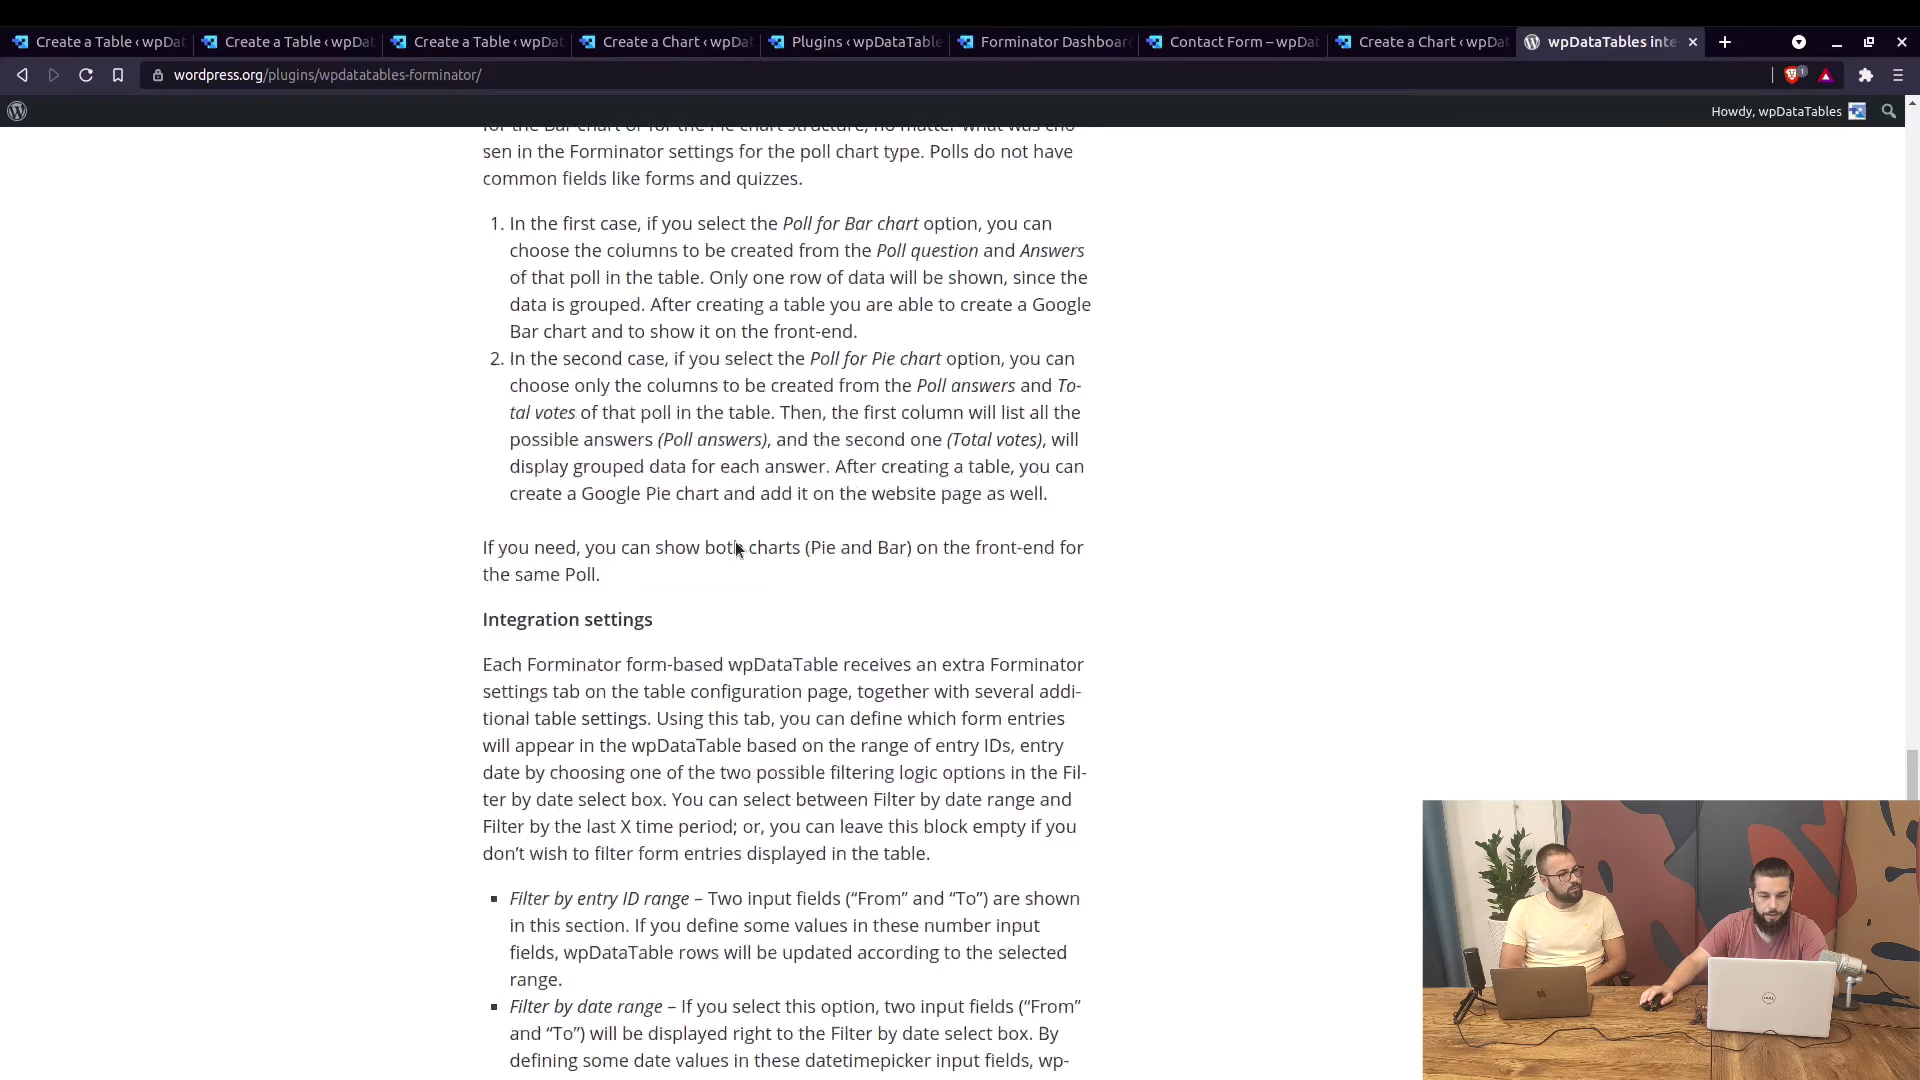 Create a Table ‹ wpDat
Create a Table ‹ wpDat
Create a Table ‹ wpDat
Create a Chart ‹ wpDat
Plugins ‹ wpDataTable
Forminator Dashboar
Contact Form – wpDat
Create a Chart ‹ wpDat
wpDataTables inte
wordpress.org/plugins/wpdatatables-forminator/
1
Howdy, wpDataTables
for the Bar chart or for the Pie chart structure, no matter what was cho-
sen in the Forminator settings for the poll chart type. Polls do not have
common fields like forms and quizzes.
1. In the first case, if you select the Poll for Bar chart option, you can
choose the columns to be created from the Poll question and Answers
of that poll in the table. Only one row of data will be shown, since the
data is grouped. After creating a table you are able to create a Google
Bar chart and to show it on the front-end.
2. In the second case, if you select the Poll for Pie chart option, you can
choose only the columns to be created from the Poll answers and To-
tal votes of that poll in the table. Then, the first column will list all the
possible answers (Poll answers), and the second one (Total votes), will
display grouped data for each answer. After creating a table, you can
create a Google Pie chart and add it on the website page as well.
If you need, you can show both charts (Pie and Bar) on the front-end for
the same Poll.
Integration settings
Each Forminator form-based wpDataTable receives an extra Forminator
settings tab on the table configuration page, together with several addi-
tional table settings. Using this tab, you can define which form entries
will appear in the wpDataTable based on the range of entry IDs, entry
date by choosing one of the two possible filtering logic options in the Fil-
ter by date select box. You can select between Filter by date range and
Filter by the last X time period; or, you can leave this block empty if you
don’t wish to filter form entries displayed in the table.
Filter by entry ID range – Two input fields (“From” and “To”) are shown
in this section. If you define some values in these number input
fields, wpDataTable rows will be updated according to the selected
range.
Filter by date range – If you select this option, two input fields (“From”
and “To”) will be displayed right to the Filter by date select box. By
defining some date values in these datetimepicker input fields, wp-
DELL